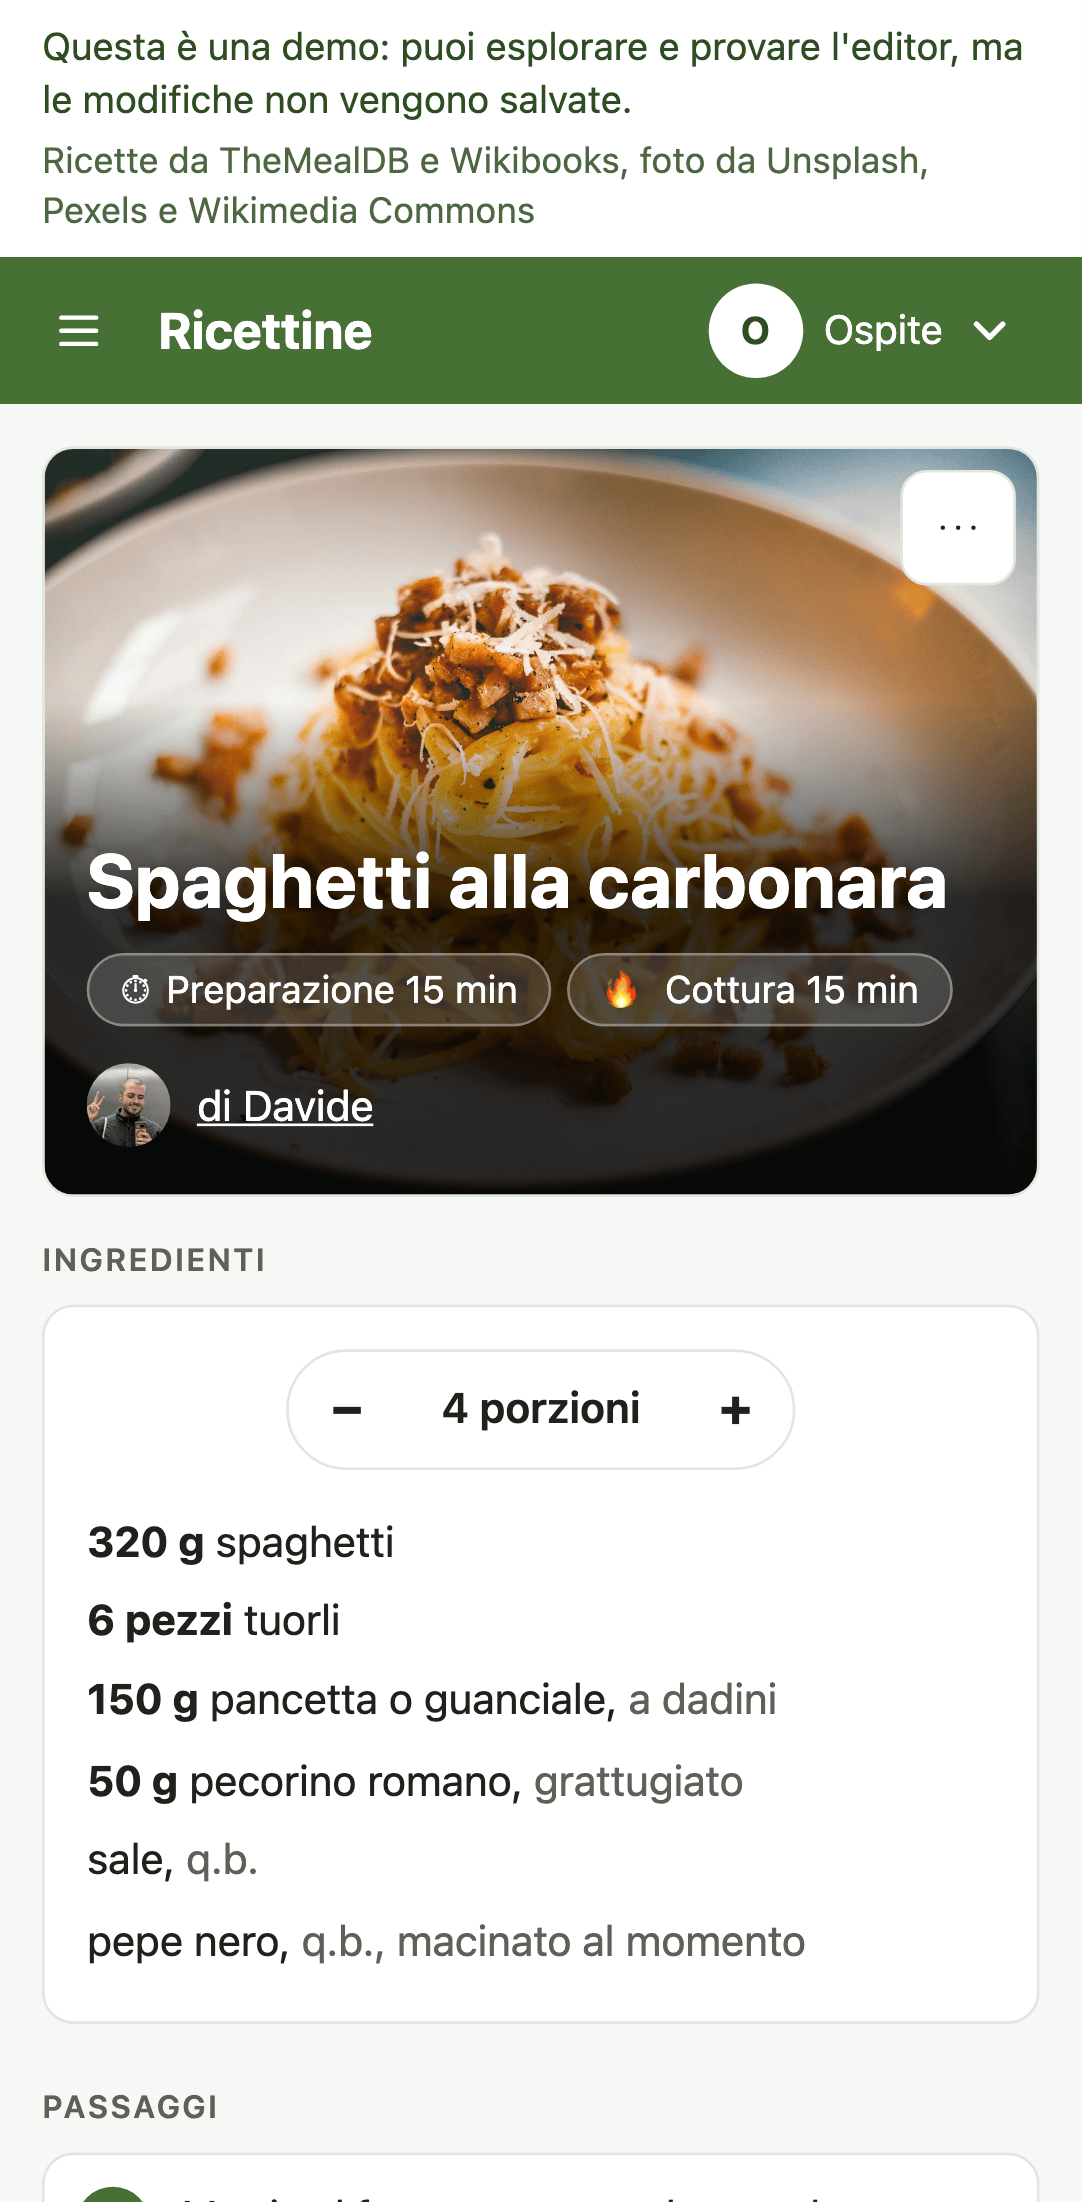 Questa è una demo: puoi esplorare e provare l'editor, ma
le modifiche non vengono salvate.
Ricette da TheMealDB e Wikibooks, foto da Unsplash,
Pexels e Wikimedia Commons
Ricettine
O
Ospite
...
Spaghetti alla carbonara
Preparazione 15 min
Cottura 15 min
di Davide
INGREDIENTI
− 4 porzioni +
320 g spaghetti
6 pezzi tuorli
150 g pancetta o guanciale, a dadini
50 g pecorino romano, grattugiato
sale, q.b.
pepe nero, q.b., macinato al momento
PASSAGGI